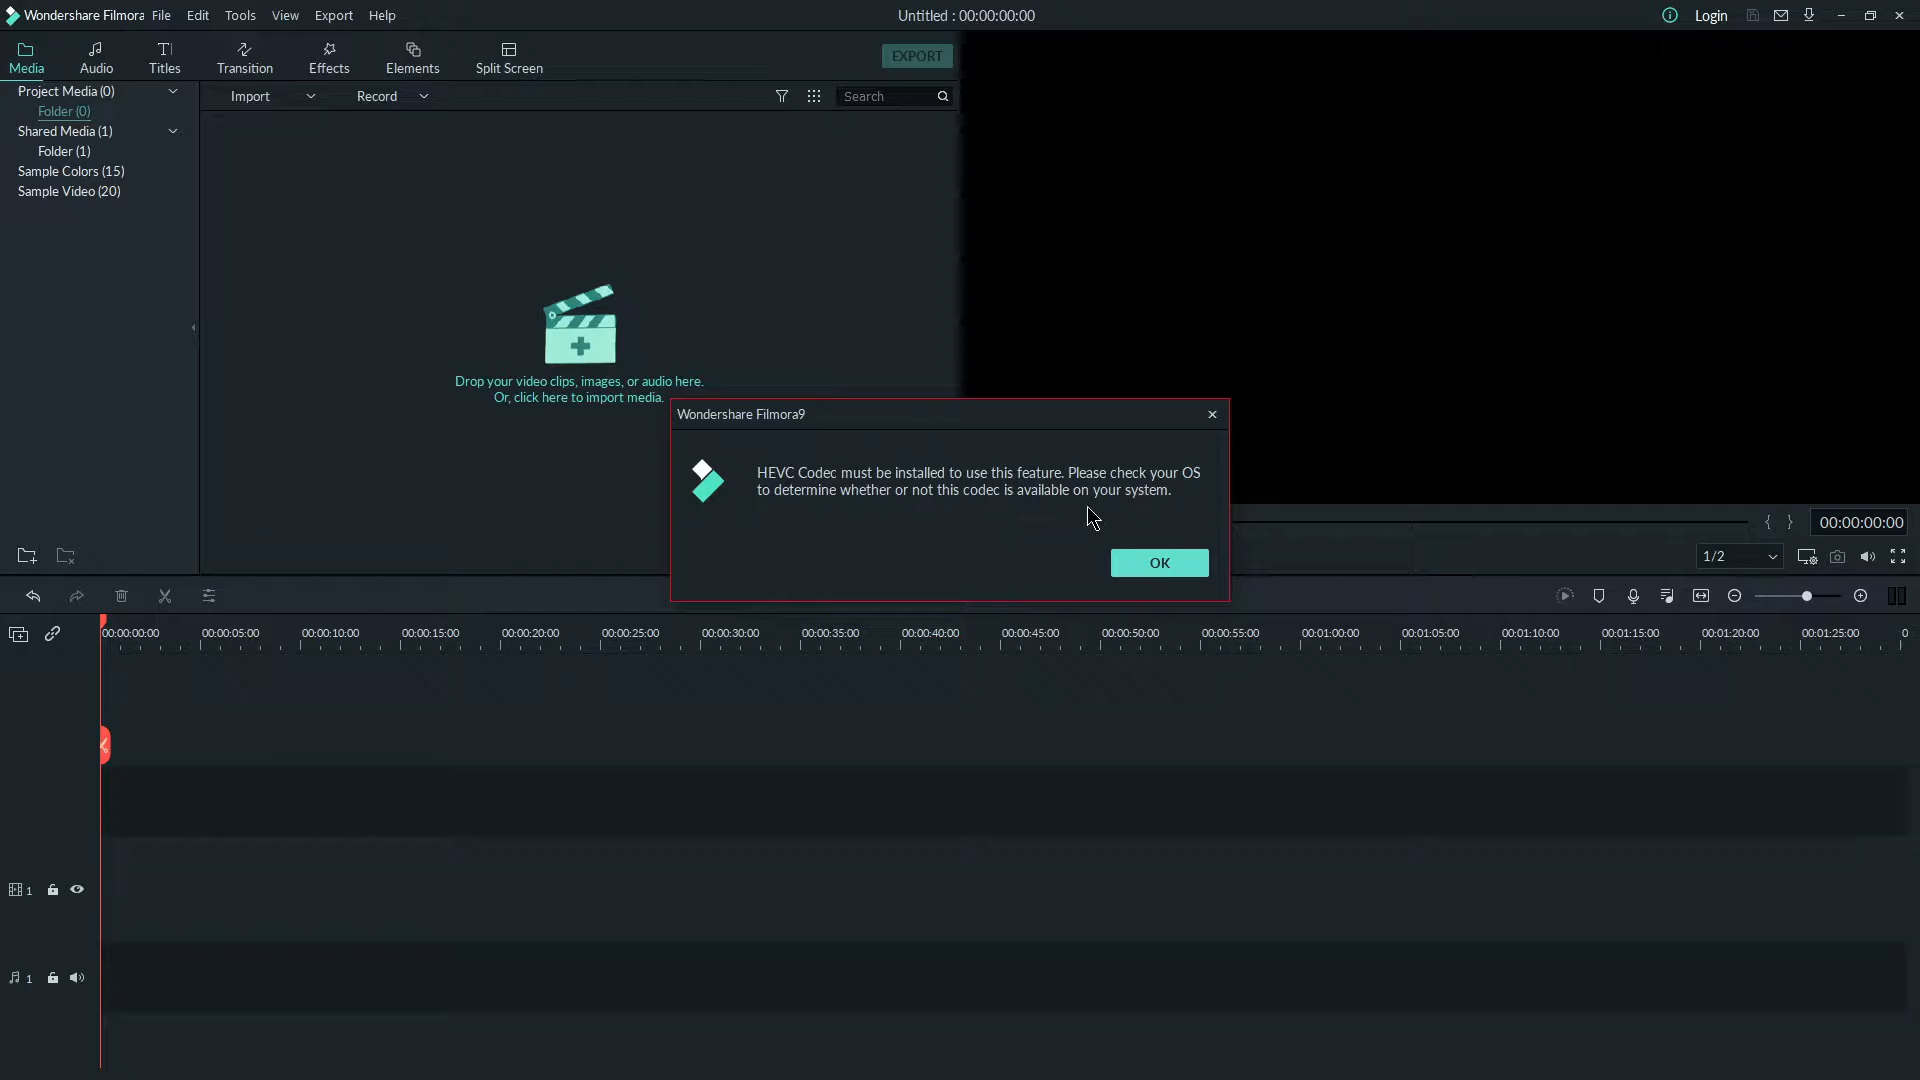 Wondershare Filmora File Edit Tools View Export Help Untitled : 00:00:00:00 Login
Media Audio Titles Transition Effects Elements Split Screen EXPORT
Project Media (0)
Folder (0)
Shared Media (1)
Folder (1)
Sample Colors (15)
Sample Video (20)
Import Record Search
Drop your video clips, images, or audio here.
Or, click here to import media.
Wondershare Filmora9
HEVC Codec must be installed to use this feature. Please check your OS
to determine whether or not this codec is available on your system.
OK
{ } 00:00:00:00
1/2
00:00:00:00 00:00:05:00 00:00:10:00 00:00:15:00 00:00:20:00 00:00:25:00 00:00:30:00 00:00:35:00 00:00:40:00 00:00:45:00 00:00:50:00 00:00:55:00 00:01:00:00 00:01:05:00 00:01:10:00 00:01:15:00 00:01:20:00 00:01:25:00 0
1
1